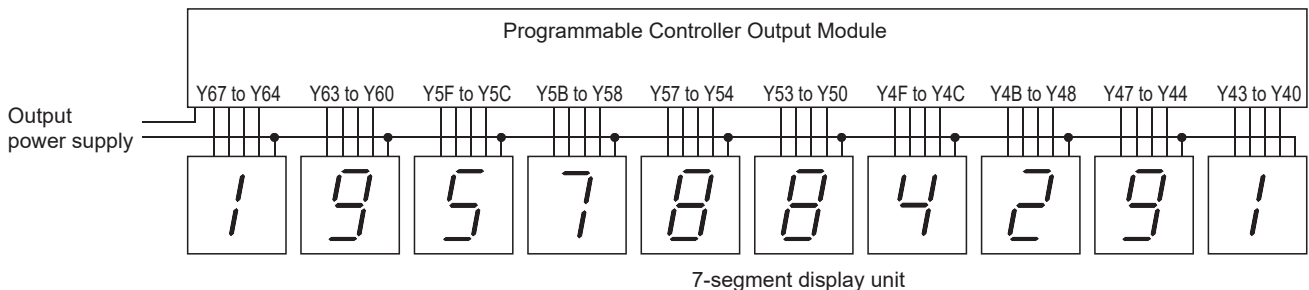 Programmable Controller Output Module
Y67 to Y64 Y63 to Y60 Y5F to Y5C Y5B to Y58 Y57 to Y54 Y53 to Y50 Y4F to Y4C Y4B to Y48 Y47 to Y44 Y43 to Y40
Output
power supply
1 9 5 7 8 8 4 2 9 1
7-segment display unit